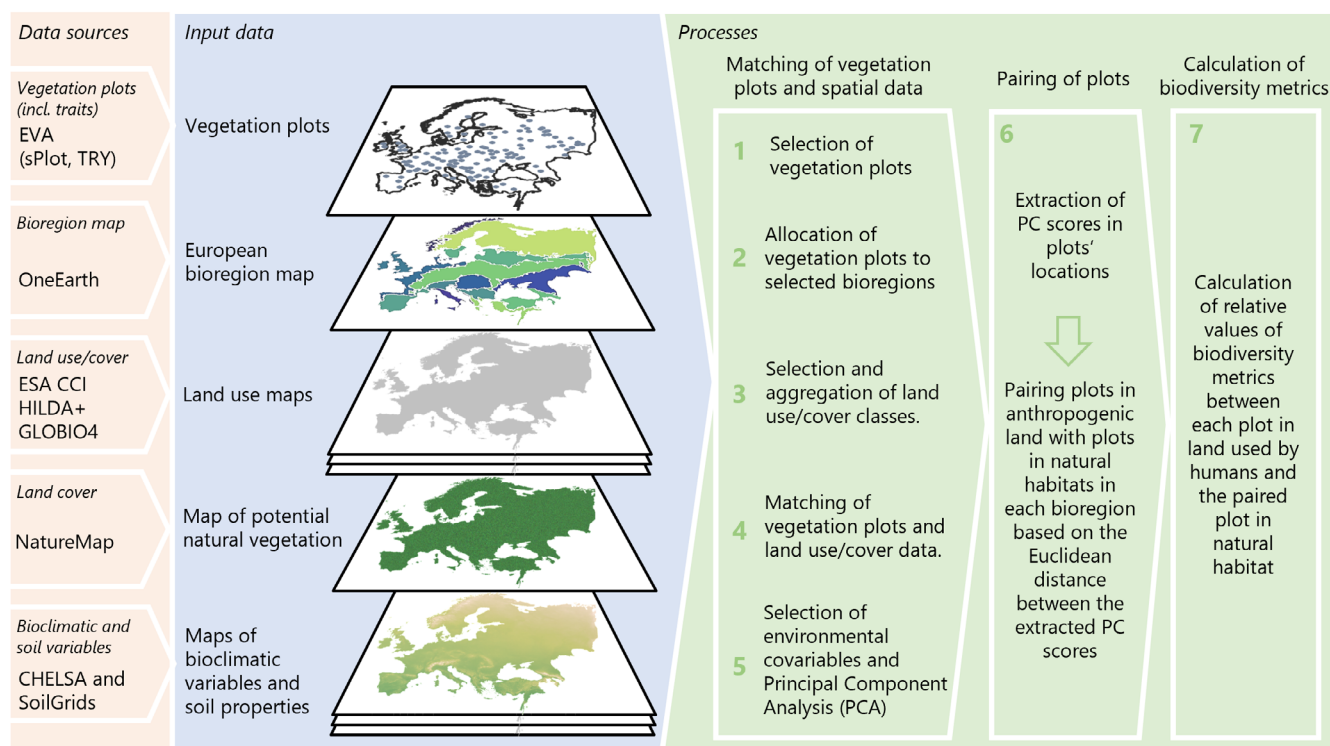 Data sources
Vegetation plots
(incl. traits)
EVA
(sPlot, TRY)
Bioregion map
OneEarth
Land use/cover
ESA CCI
HILDA+
GLOBIO4
Land cover
NatureMap
Bioclimatic and
soil variables
CHELSA and
SoilGrids
Input data
Vegetation plots
European
bioregion map
Land use maps
Map of potential
natural vegetation
Maps of
bioclimatic
variables and
soil properties
Processes
Matching of vegetation
plots and spatial data
1
Selection of
vegetation plots
2
Allocation of
vegetation plots to
selected bioregions
3
Selection and
aggregation of land
use/cover classes.
4
Matching of
vegetation plots and
land use/cover data.
5
Selection of
environmental
covariables and
Principal Component
Analysis (PCA)
Pairing of plots
6
Extraction of
PC scores in
plots‘
locations
Pairing plots in
anthropogenic
land with plots
in natural
habitats in
each bioregion
based on the
Euclidean
distance
between the
extracted PC
scores
Calculation of
biodiversity metrics
7
Calculation
of relative
values of
biodiversity
metrics
between
each plot in
land used by
humans and
the paired
plot in
natural
habitat